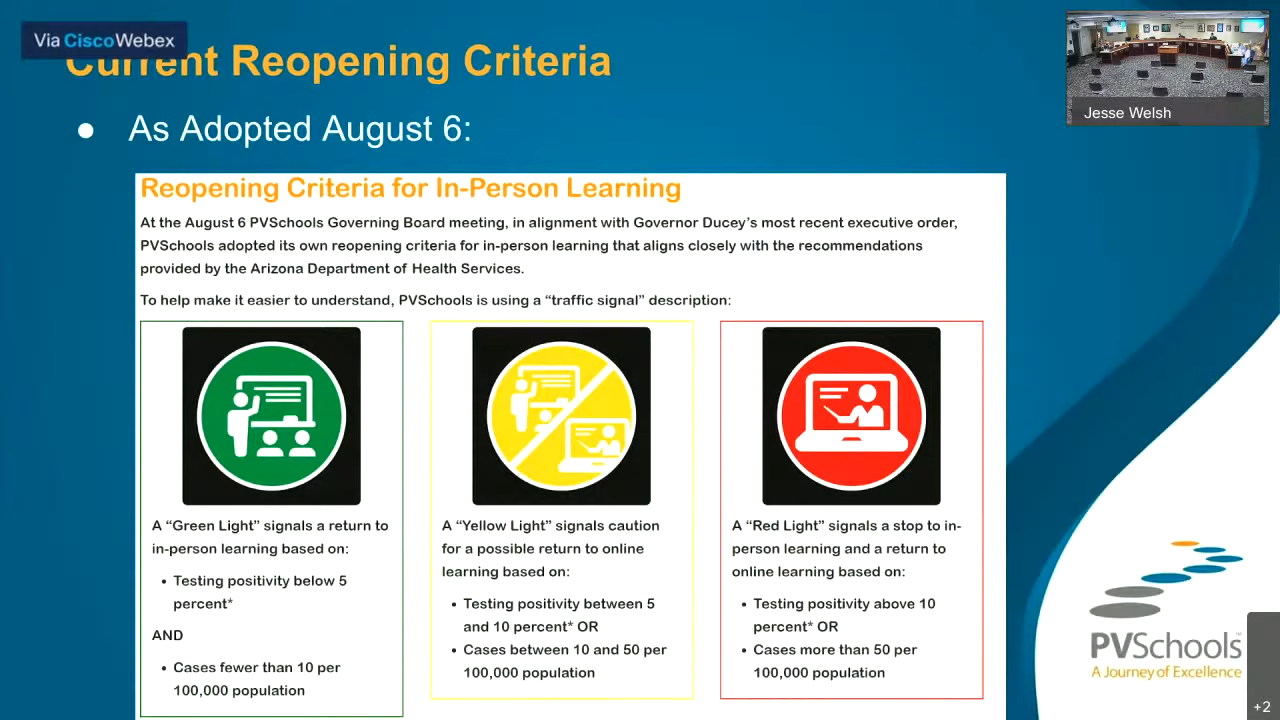 Via CiscoWebex
Current Reopening Criteria
Jesse Welsh
● As Adopted August 6:
Reopening Criteria for In-Person Learning
At the August 6 PVSchools Governing Board meeting, in alignment with Governor Ducey's most recent executive order,
PVSchools adopted its own reopening criteria for in-person learning that aligns closely with the recommendations
provided by the Arizona Department of Health Services.
To help make it easier to understand, PVSchools is using a "traffic signal" description:
A "Green Light" signals a return to
in-person learning based on:
• Testing positivity below 5
percent*
AND
• Cases fewer than 10 per
100,000 population
A "Yellow Light" signals caution
for a possible return to online
learning based on:
• Testing positivity between 5
and 10 percent* OR
• Cases between 10 and 50 per
100,000 population
A "Red Light" signals a stop to in-
person learning and a return to
online learning based on:
• Testing positivity above 10
percent* OR
• Cases more than 50 per
100,000 population
PVSchools™
A Journey of Excellence
+2